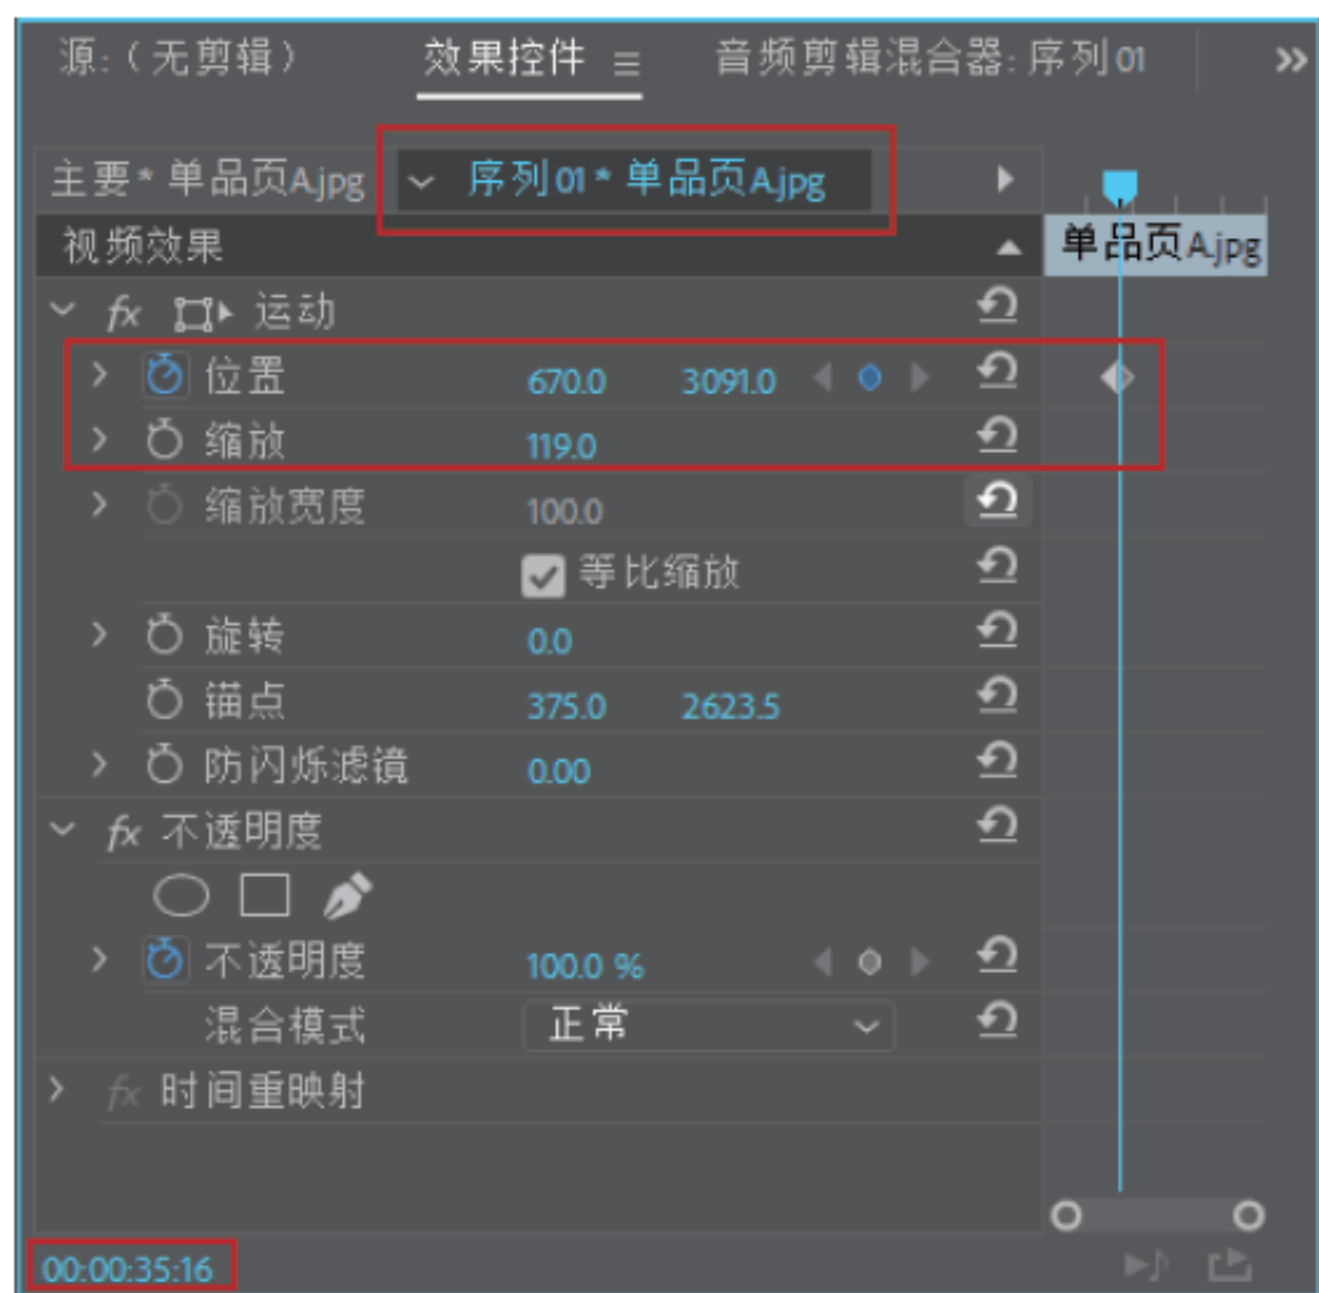 源:（无剪辑） 效果控件 ≡ 音频剪辑混合器: 序列 01 »
主要* 单品页A.jpg 序列 01 * 单品页A.jpg
视频效果 单品页A.jpg
fx 运动
位置 670.0 3091.0
缩放 119.0
缩放宽度 100.0
等比缩放
旋转 0.0
锚点 375.0 2623.5
防闪烁滤镜 0.00
fx 不透明度
不透明度 100.0 %
混合模式 正常
fx 时间重映射
00:00:35:16